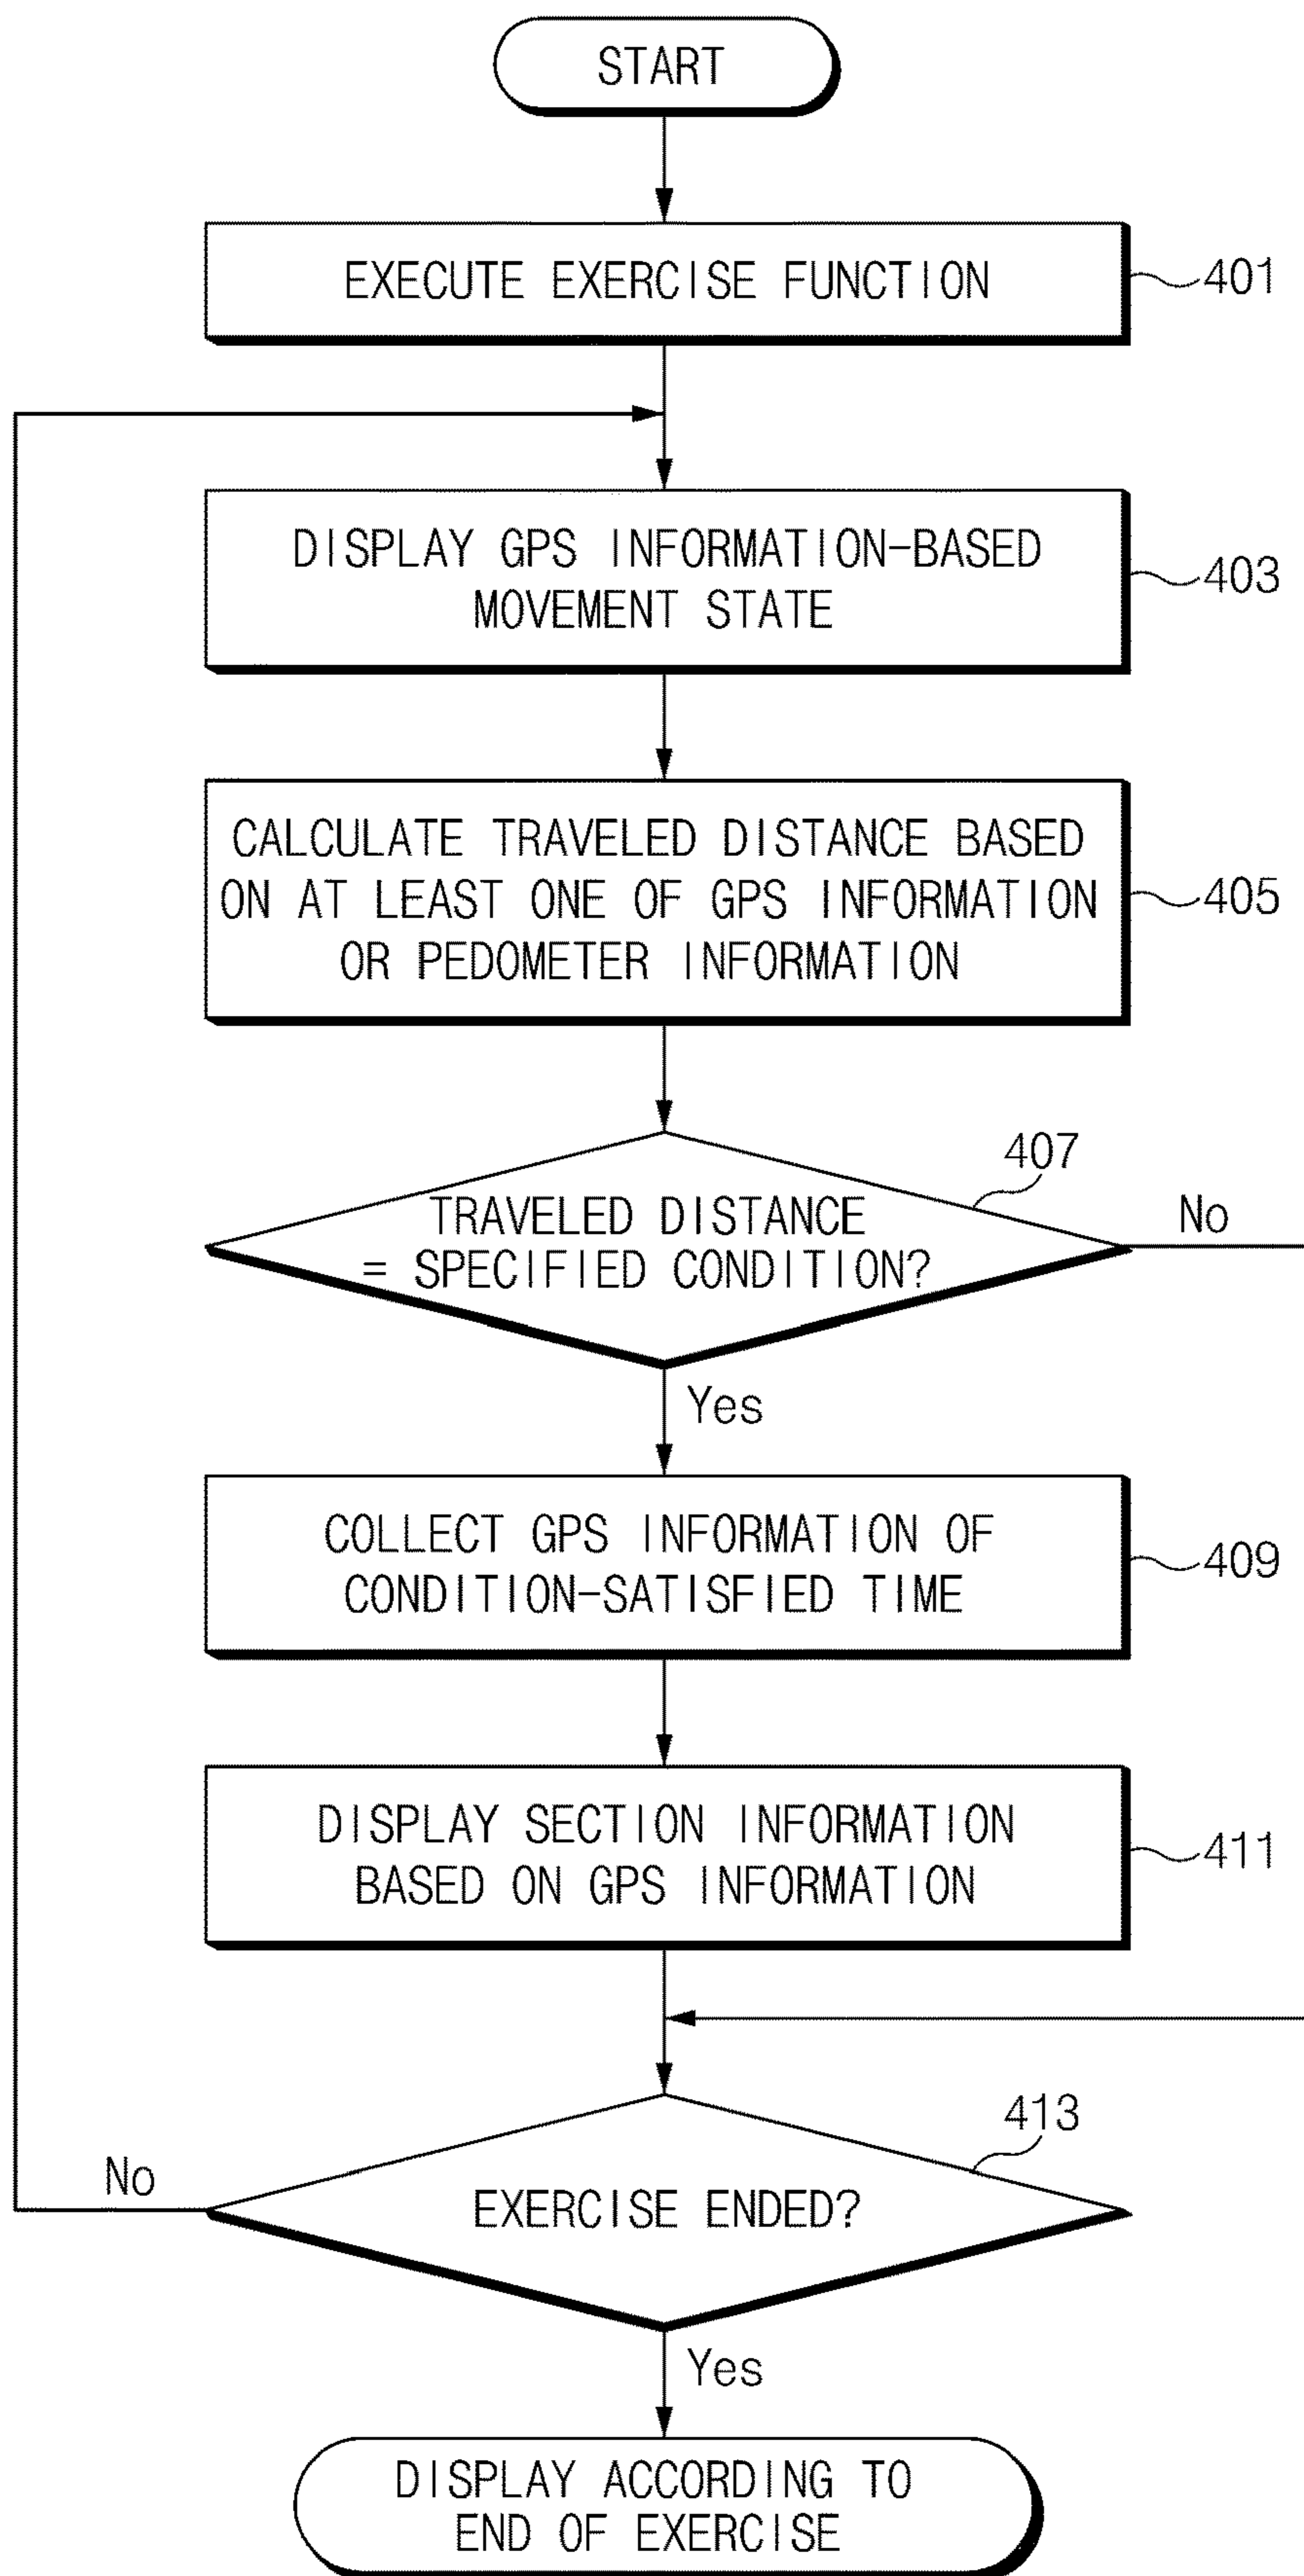 START
EXECUTE EXERCISE FUNCTION
401
DISPLAY GPS INFORMATION-BASED
MOVEMENT STATE
403
CALCULATE TRAVELED DISTANCE BASED
ON AT LEAST ONE OF GPS INFORMATION
OR PEDOMETER INFORMATION
405
407
TRAVELED DISTANCE
= SPECIFIED CONDITION?
No
Yes
COLLECT GPS INFORMATION OF
CONDITION-SATISFIED TIME
409
DISPLAY SECTION INFORMATION
BASED ON GPS INFORMATION
411
413
No
EXERCISE ENDED?
Yes
DISPLAY ACCORDING TO
END OF EXERCISE